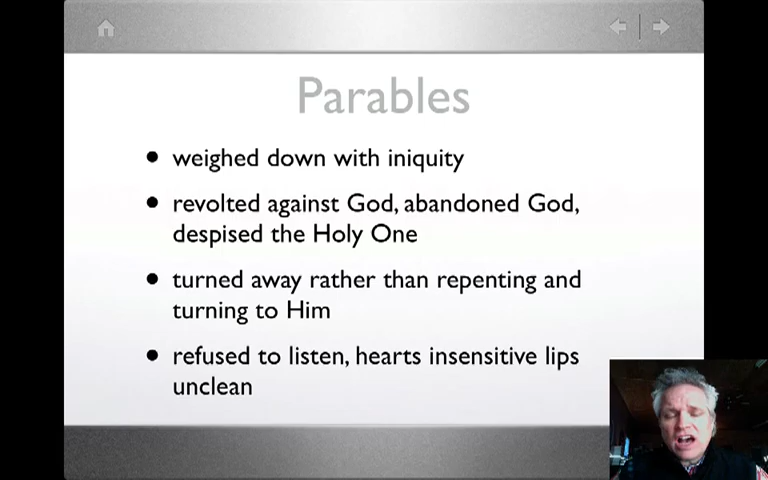 Parables
• weighed down with iniquity
• revolted against God, abandoned God,
despised the Holy One
• turned away rather than repenting and
turning to Him
• refused to listen, hearts insensitive lips
unclean